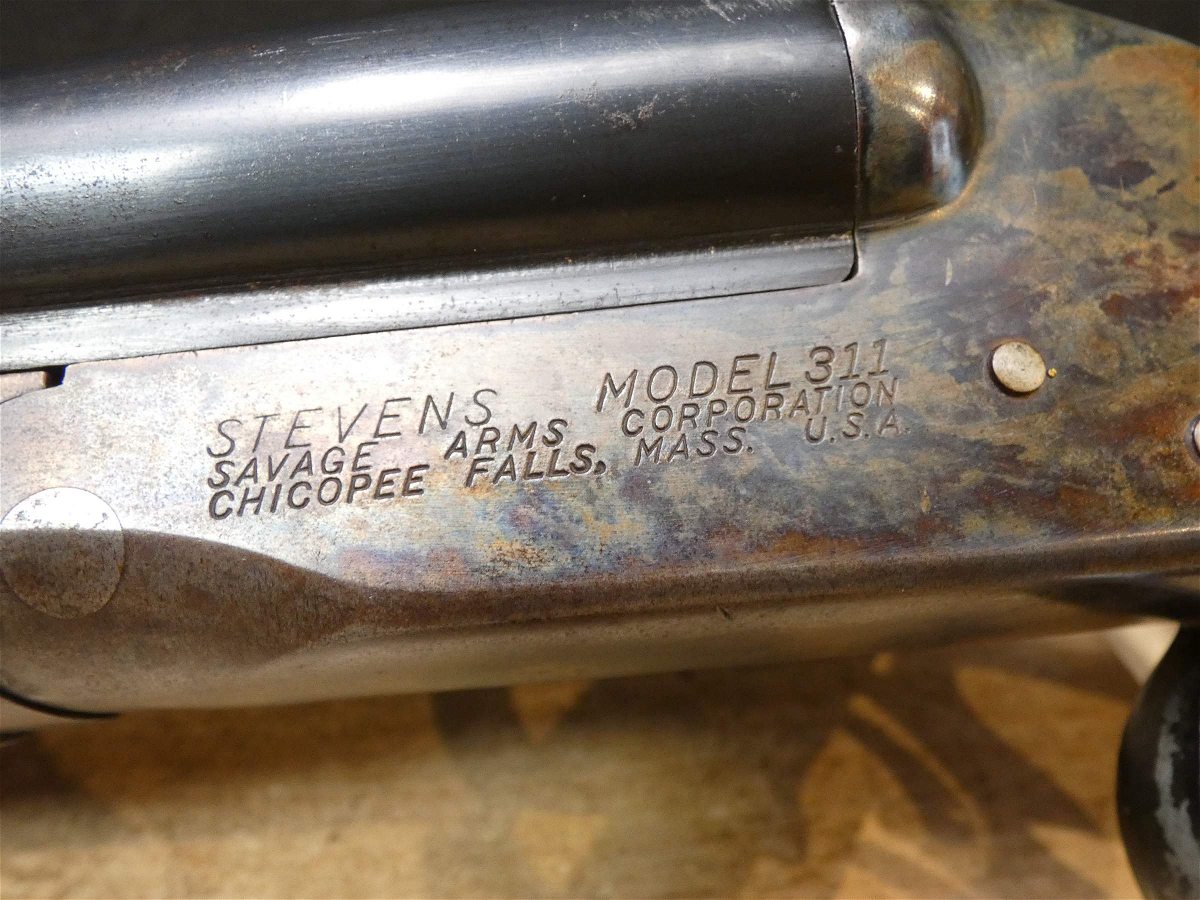 STEVENS MODEL 311
SAVAGE ARMS CORPORATION
CHICOPEE FALLS, MASS. U.S.A.